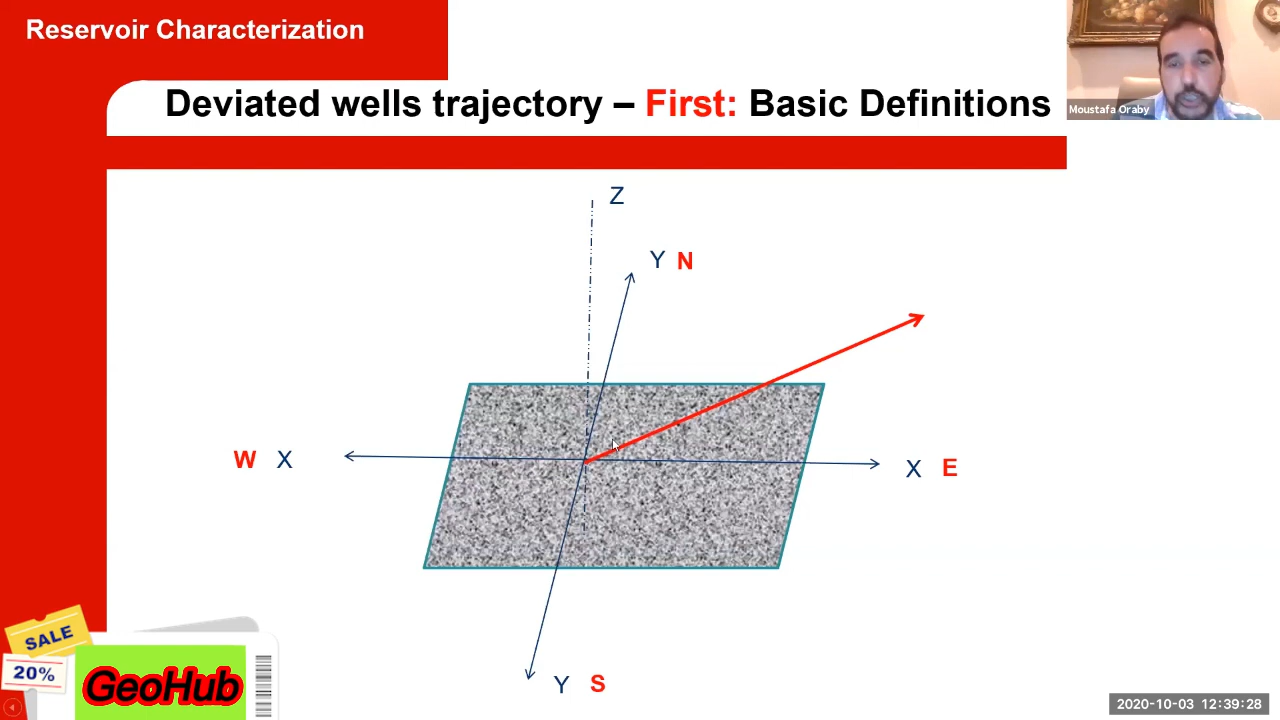 Reservoir Characterization
Deviated wells trajectory – First: Basic Definitions
Moustafa Oraby
Z
Y N
W X
X E
Y S
SALE
20%
GeoHub
2020-10-03 12:39:28